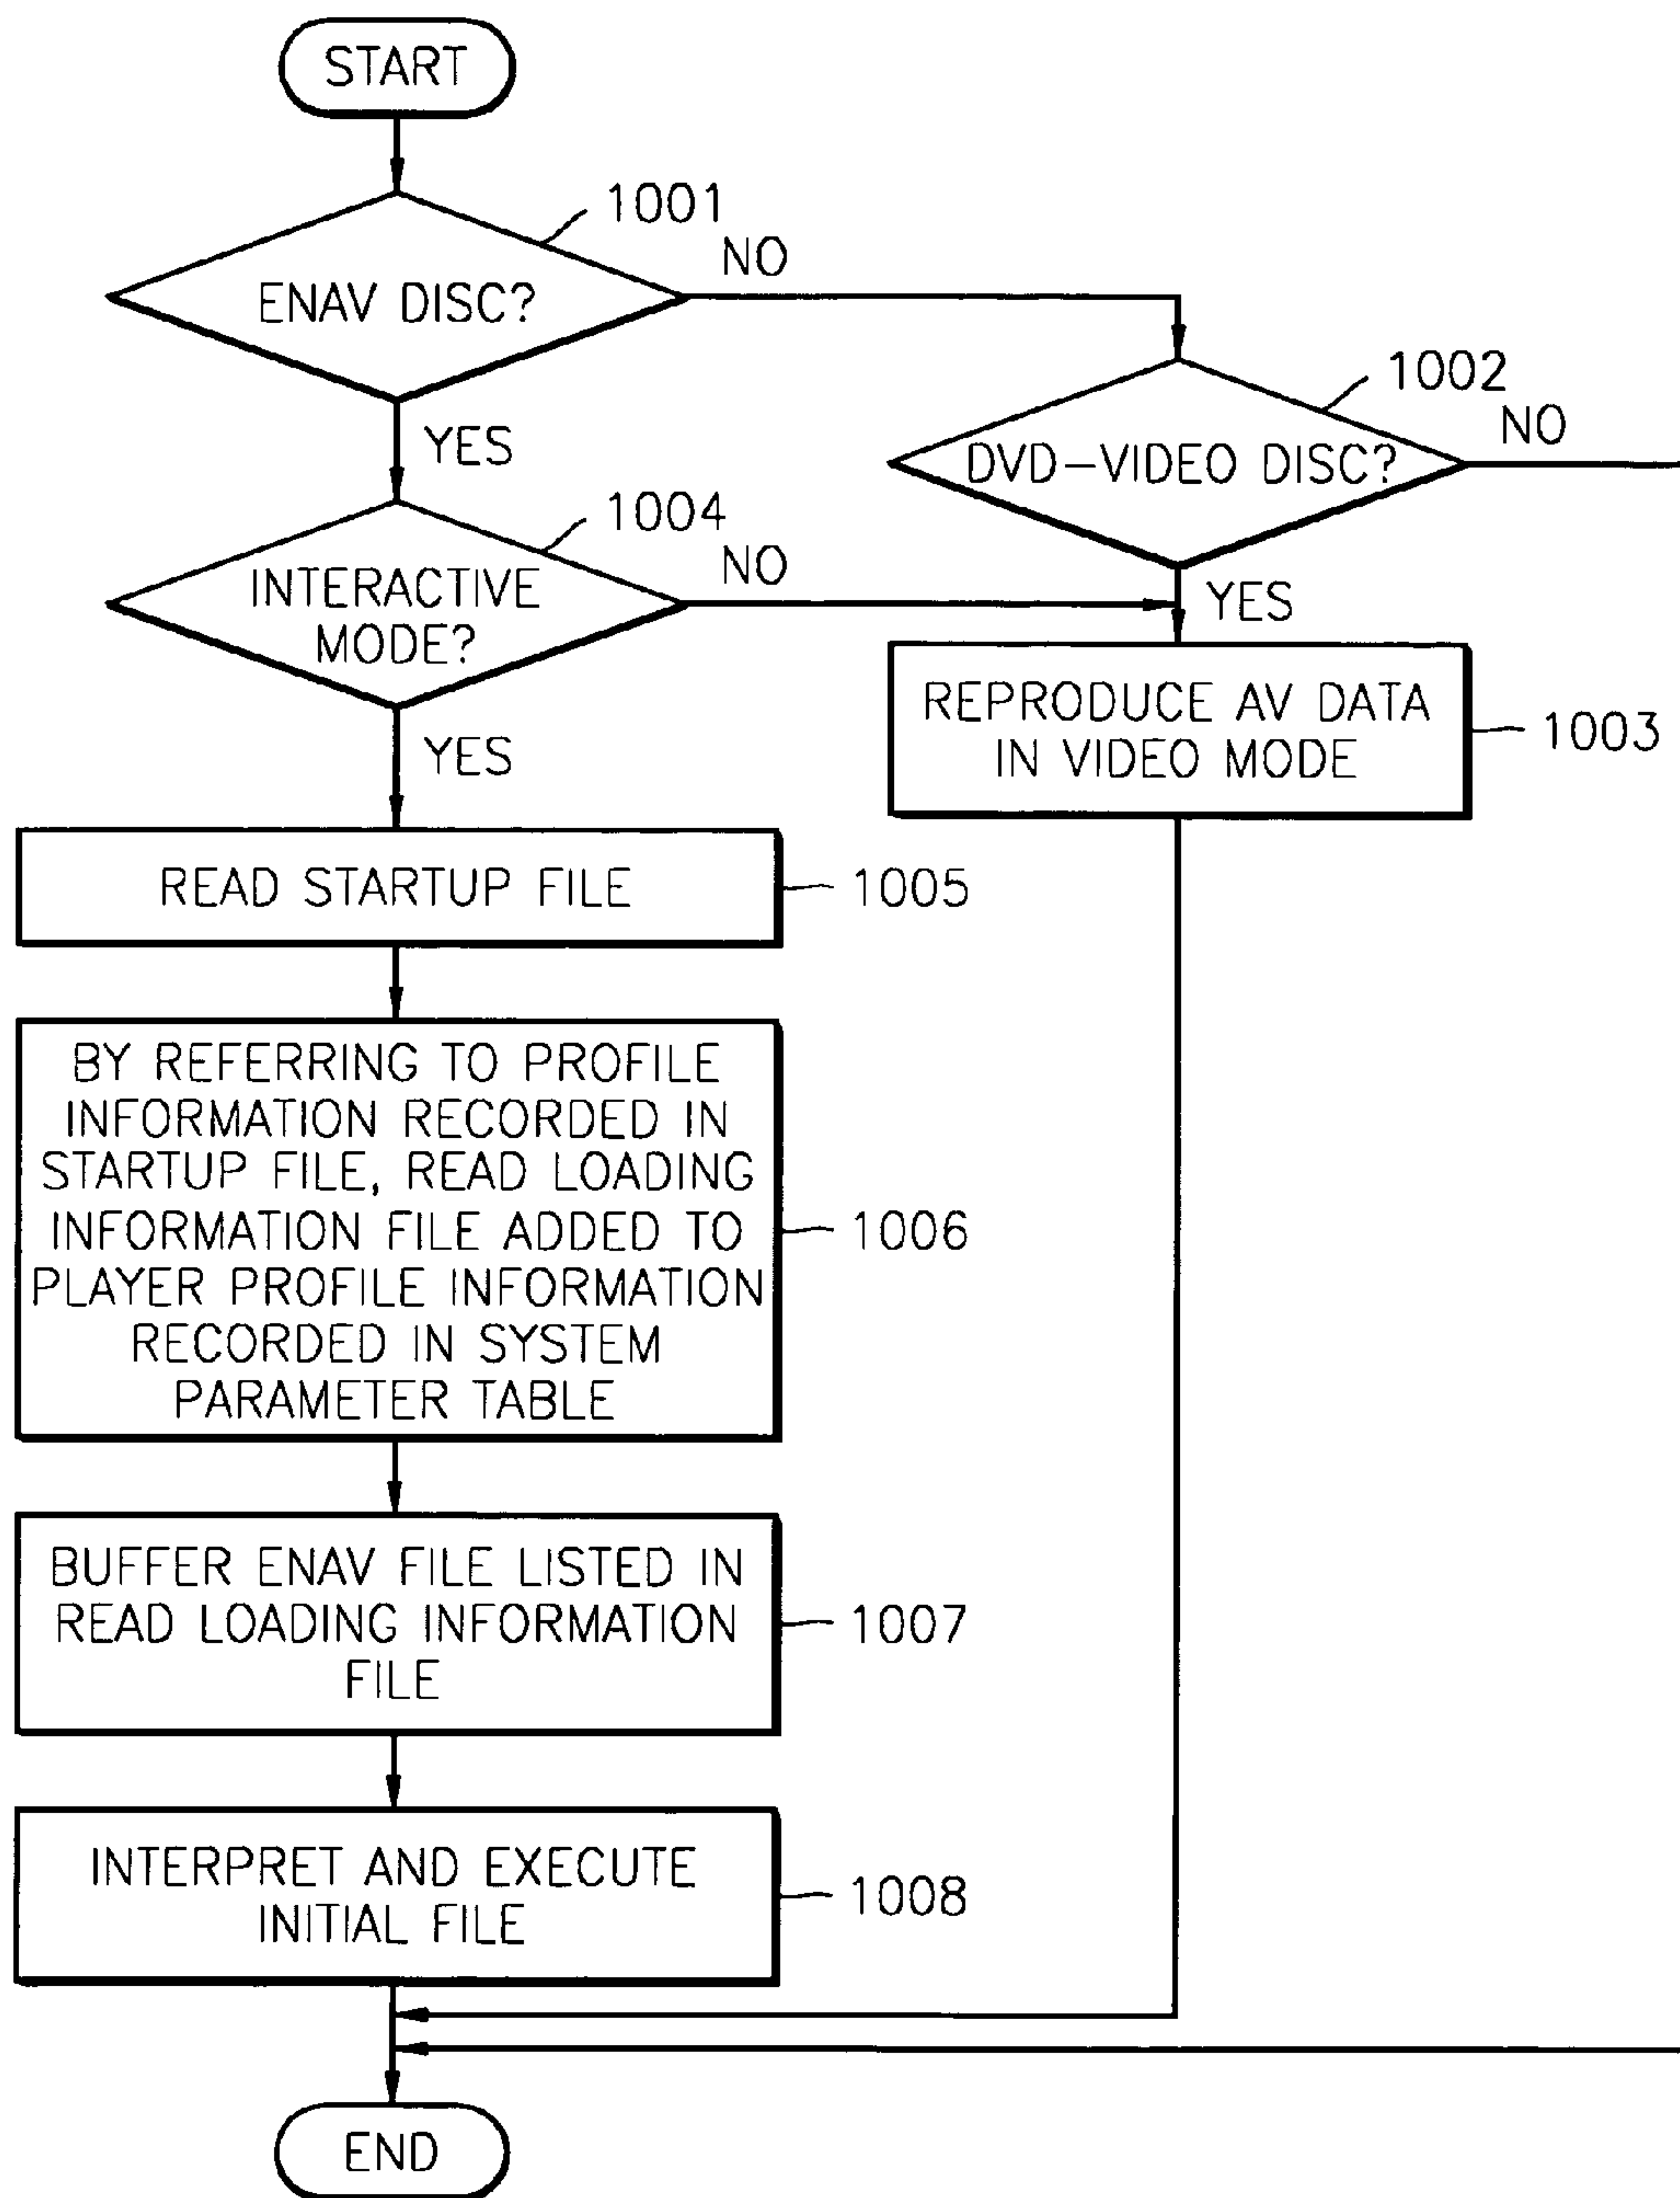 START
1001
NO
ENAV DISC?
1002
NO
YES
DVD-VIDEO DISC?
1004
NO
INTERACTIVE
MODE?
YES
REPRODUCE AV DATA
IN VIDEO MODE
1003
YES
READ STARTUP FILE
1005
BY REFERRING TO PROFILE
INFORMATION RECORDED IN
STARTUP FILE, READ LOADING
INFORMATION FILE ADDED TO
PLAYER PROFILE INFORMATION
RECORDED IN SYSTEM
PARAMETER TABLE
1006
BUFFER ENAV FILE LISTED IN
READ LOADING INFORMATION
FILE
1007
INTERPRET AND EXECUTE
INITIAL FILE
1008
END